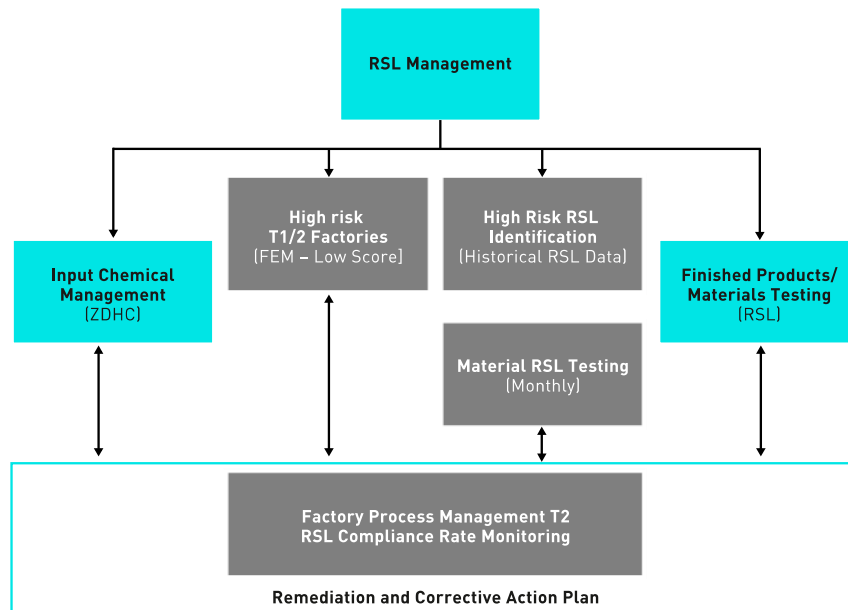 RSL Management
High risk
T1/2 Factories
(FEM – Low Score]
High Risk RSL
Identification
(Historical RSL Data)
Input Chemical
Management
(ZDHC)
Finished Products/
Materials Testing
(RSL)
Material RSL Testing
(Monthly)
Factory Process Management T2
RSL Compliance Rate Monitoring
Remediation and Corrective Action Plan